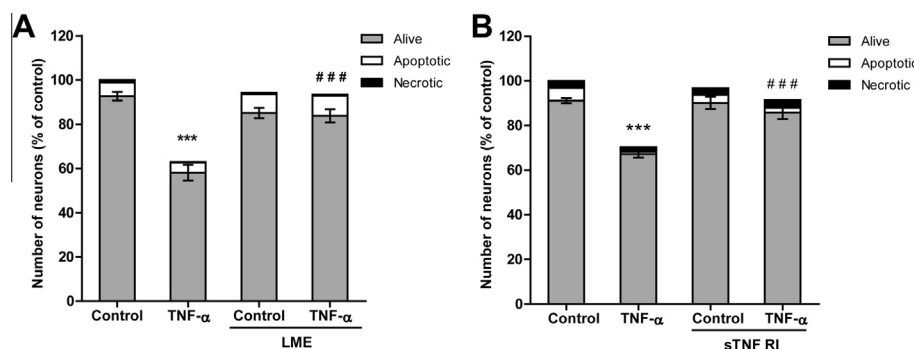 A
Number of neurons (% of control)
120
100
80
60
40
20
0
***
# # #
Alive
Apoptotic
Necrotic
Control TNF-α Control TNF-α
LME
B
Number of neurons (% of control)
120
100
80
60
40
20
0
***
# # #
Alive
Apoptotic
Necrotic
Control TNF-α Control TNF-α
sTNF RI